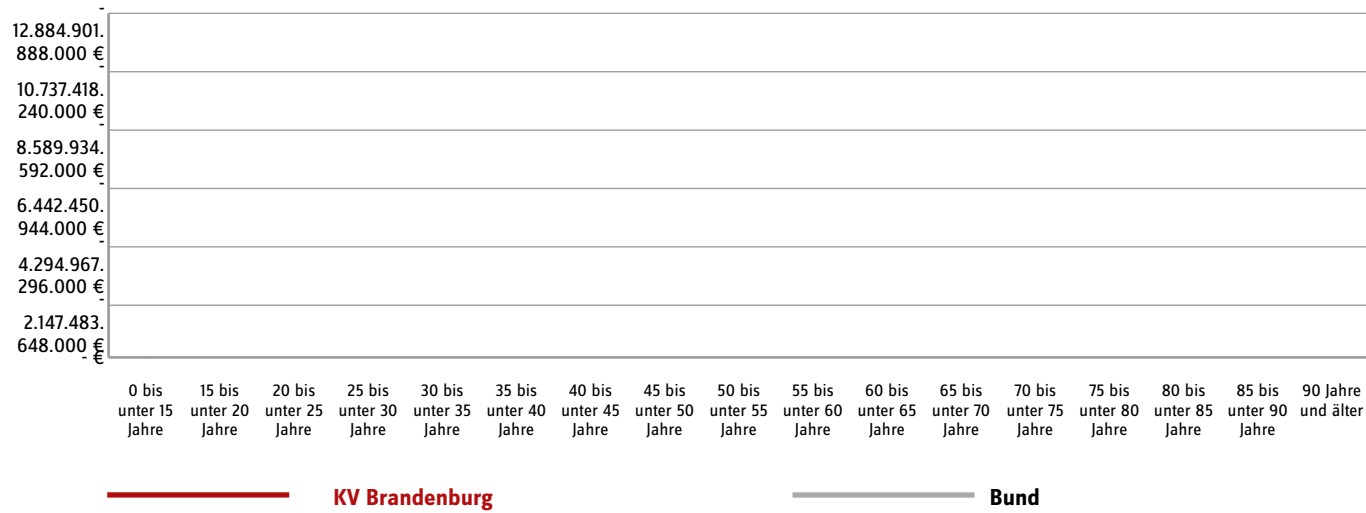 -
12.884.901.
888.000 €
-
10.737.418.
240.000 €
-
8.589.934.
592.000 €
-
6.442.450.
944.000 €
-
4.294.967.
296.000 €
-
2.147.483.
648.000 €
- €
0 bis
unter 15
Jahre
15 bis
unter 20
Jahre
20 bis
unter 25
Jahre
25 bis
unter 30
Jahre
30 bis
unter 35
Jahre
35 bis
unter 40
Jahre
40 bis
unter 45
Jahre
45 bis
unter 50
Jahre
50 bis
unter 55
Jahre
55 bis
unter 60
Jahre
60 bis
unter 65
Jahre
65 bis
unter 70
Jahre
70 bis
unter 75
Jahre
75 bis
unter 80
Jahre
80 bis
unter 85
Jahre
85 bis
unter 90
Jahre
90 Jahre
und älter
KV Brandenburg
Bund